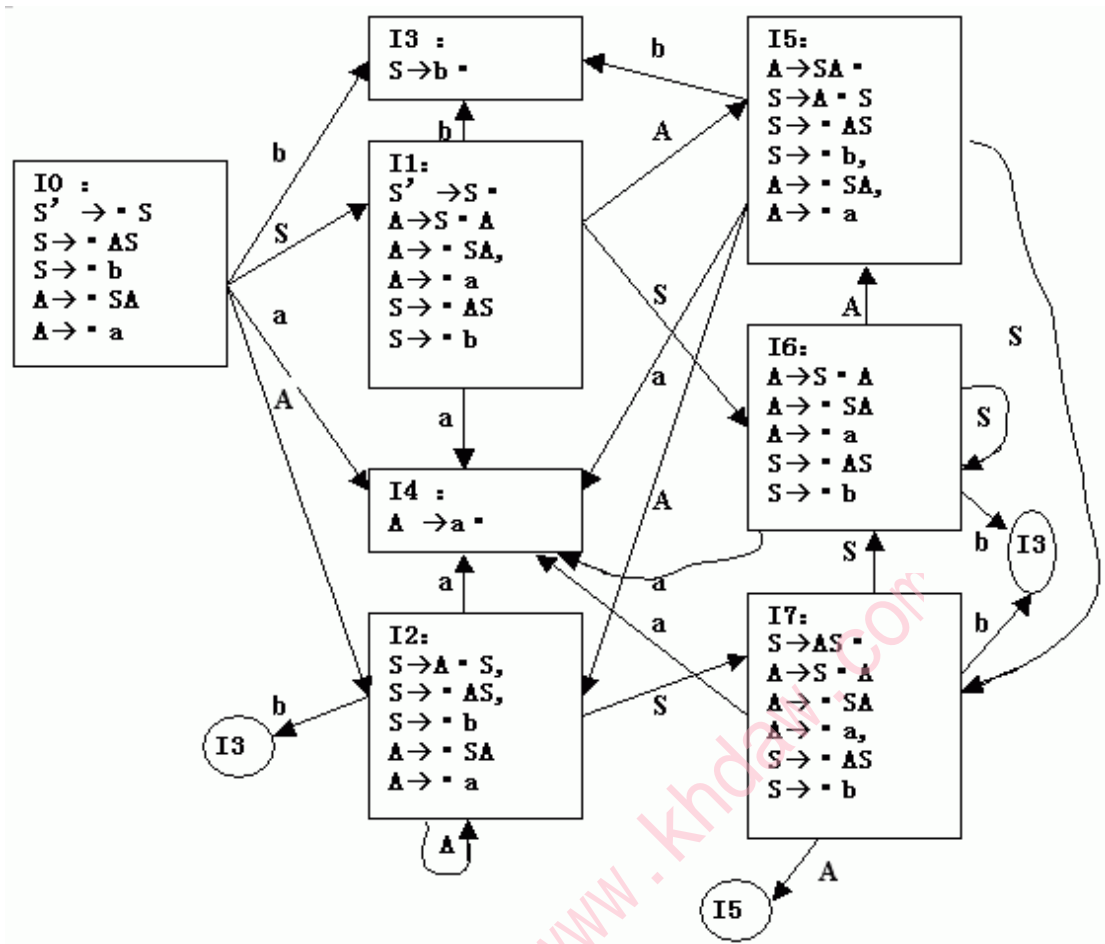 I0 :
S' →▪ S
S→▪ AS
S→▪ b
A→▪ SA
A→▪ a
b
S
a
A
I3 :
S→b ▪
b
I1:
S' →S ▪
A→S ▪ A
A→▪ SA,
A→▪ a
S→▪ AS
S→▪ b
a
I4 :
A →a ▪
a
I2:
S→A ▪ S,
S→▪ AS,
S→▪ b
A→▪ SA
A→▪ a
b
I3
A
b
A
S
a
A
a
a
S
I5:
A→SA ▪
S→A ▪ S
S→▪ AS
S→▪ b,
A→▪ SA,
A→▪ a
A
S
I6:
A→S ▪ A
A→▪ SA
A→▪ a
S→▪ AS
S→▪ b
S
b
I3
S
I7:
S→AS ▪
A→S ▪ A
A→▪ SA
A→▪ a,
S→▪ AS
S→▪ b
b
A
I5
www.khdaw.com